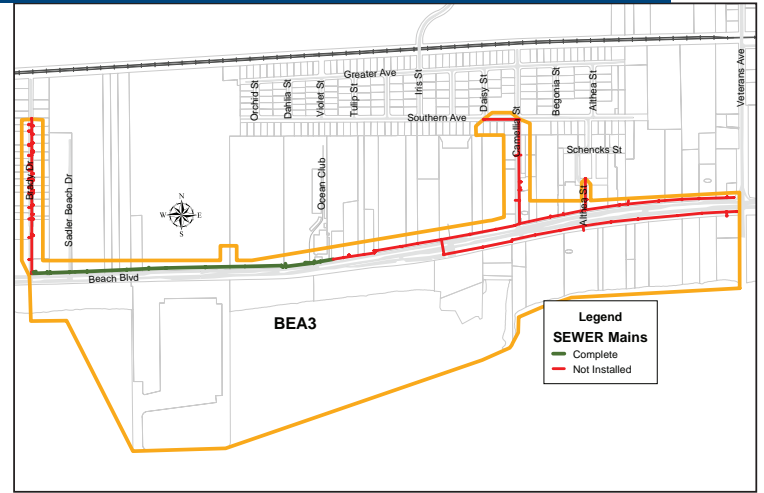 Greater Ave
Iris St
Veterans Ave
Orchid St
Dahlia St
Violet St
Tulip St
Daisy St
Begonia St
Althea St
Southern Ave
Camellia St
Schencks St
Brady Dr
Sadler Beach Dr
Ocean Club
Althea St
N
W
E
S
Beach Blvd
BEA3
Legend
SEWER Mains
Complete
Not Installed